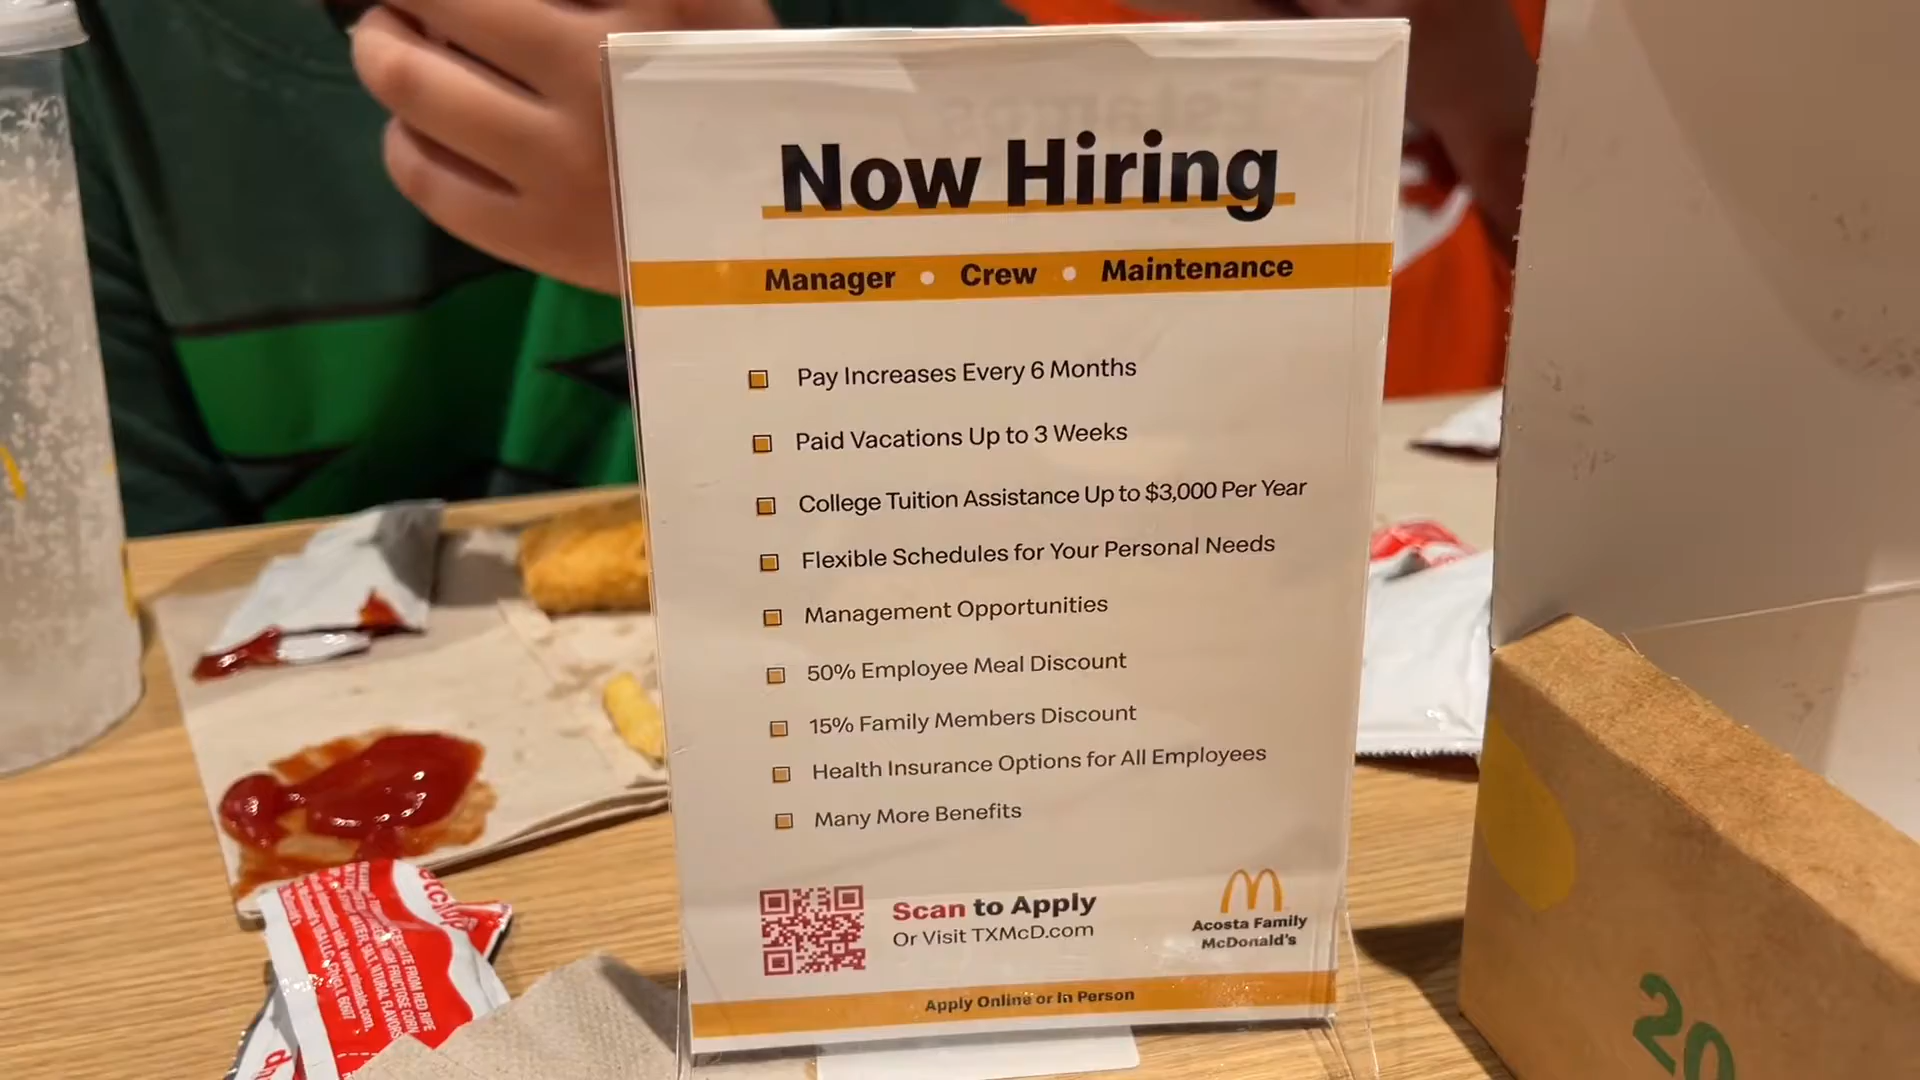 Now Hiring
Manager • Crew • Maintenance
Pay Increases Every 6 Months
Paid Vacations Up to 3 Weeks
College Tuition Assistance Up to $3,000 Per Year
Flexible Schedules for Your Personal Needs
Management Opportunities
50% Employee Meal Discount
15% Family Members Discount
Health Insurance Options for All Employees
Many More Benefits
Scan to Apply
Or Visit TXMcD.com
Acosta Family
McDonald's
Apply Online or In Person
20